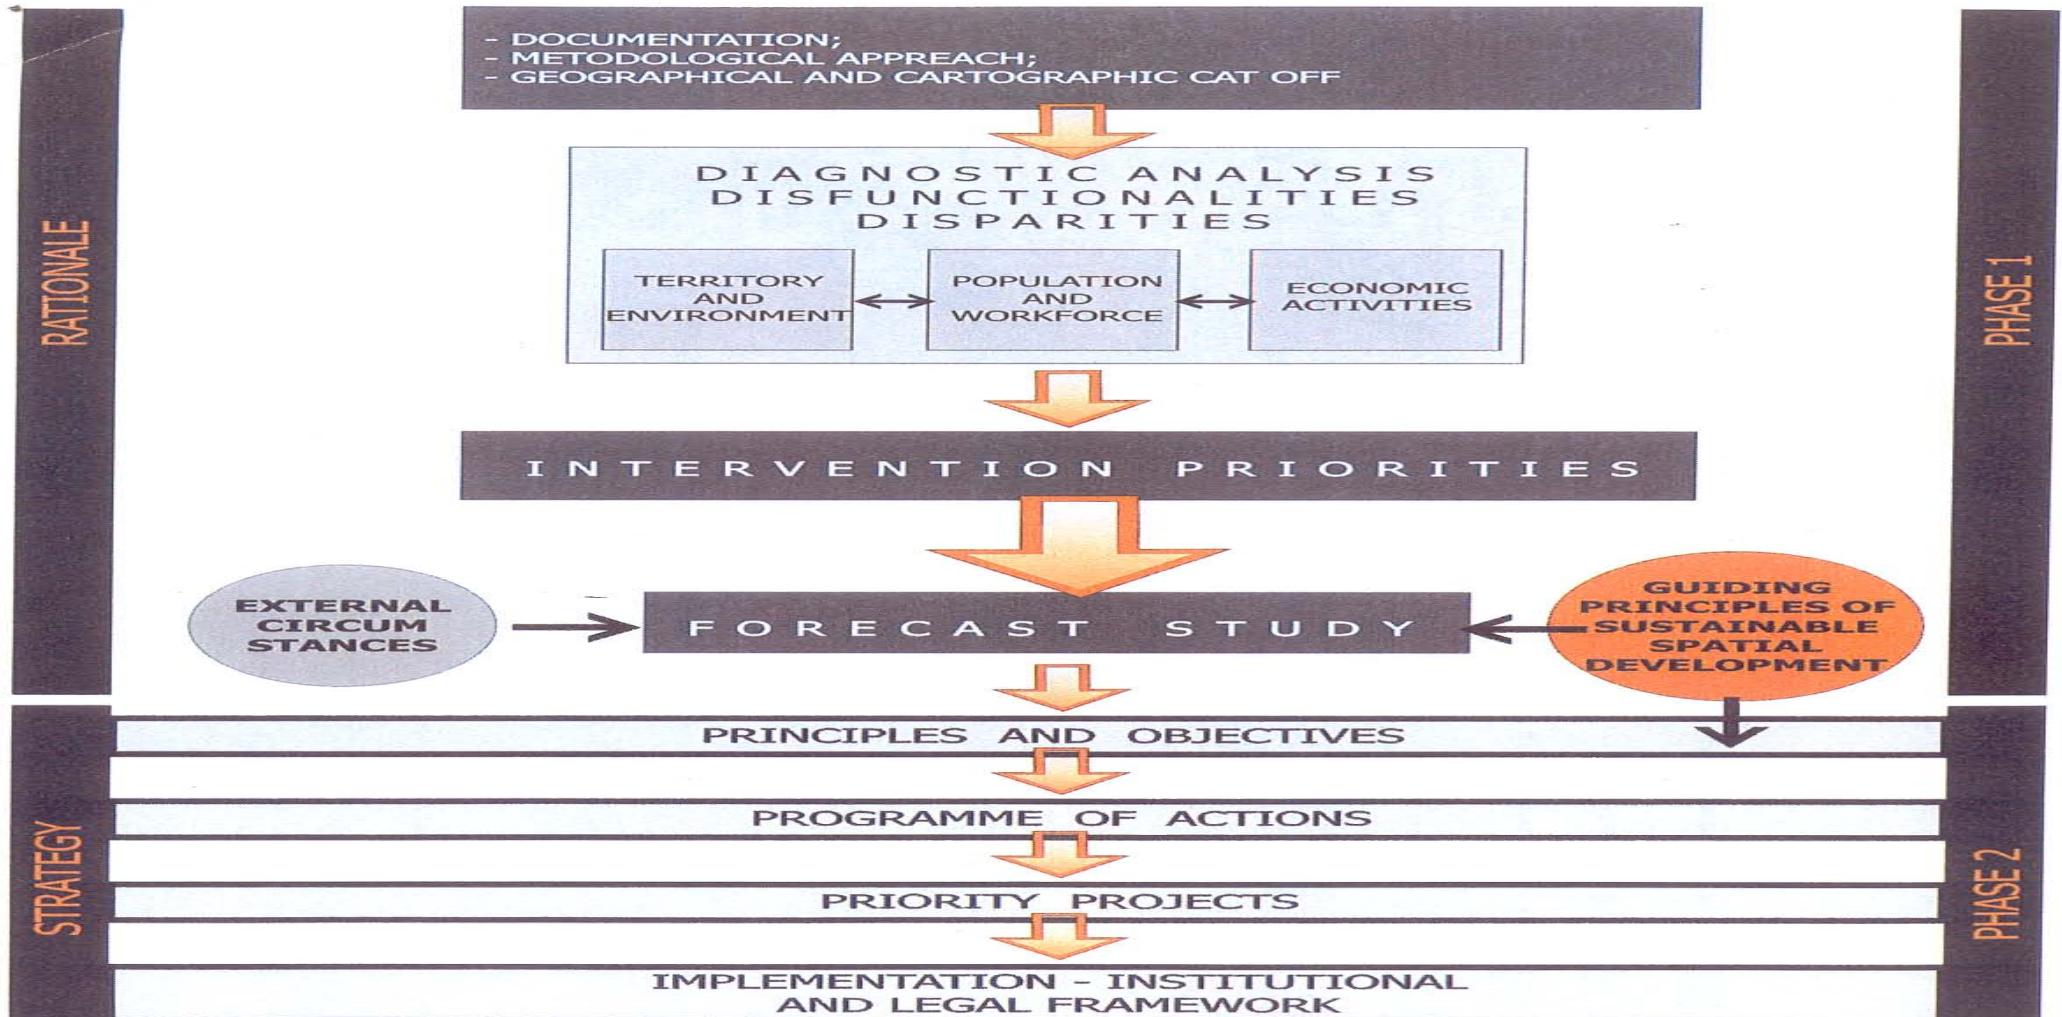 - DOCUMENTATION;
- METODOLOGICAL APPREACH;
- GEOGRAPHICAL AND CARTOGRAPHIC CAT OFF
DIAGNOSTIC ANALYSIS
DISFUNCTIONALITIES
DISPARITIES
TERRITORY
AND
ENVIRONMENT
POPULATION
AND
WORKFORCE
ECONOMIC
ACTIVITIES
RATIONALE
PHASE 1
INTERVENTION PRIORITIES
EXTERNAL
CIRCUM
STANCES
FORECAST STUDY
GUIDING
PRINCIPLES OF
SUSTAINABLE
SPATIAL
DEVELOPMENT
PRINCIPLES AND OBJECTIVES
PROGRAMME OF ACTIONS
STRATEGY
PHASE 2
PRIORITY PROJECTS
IMPLEMENTATION - INSTITUTIONAL
AND LEGAL FRAMEWORK